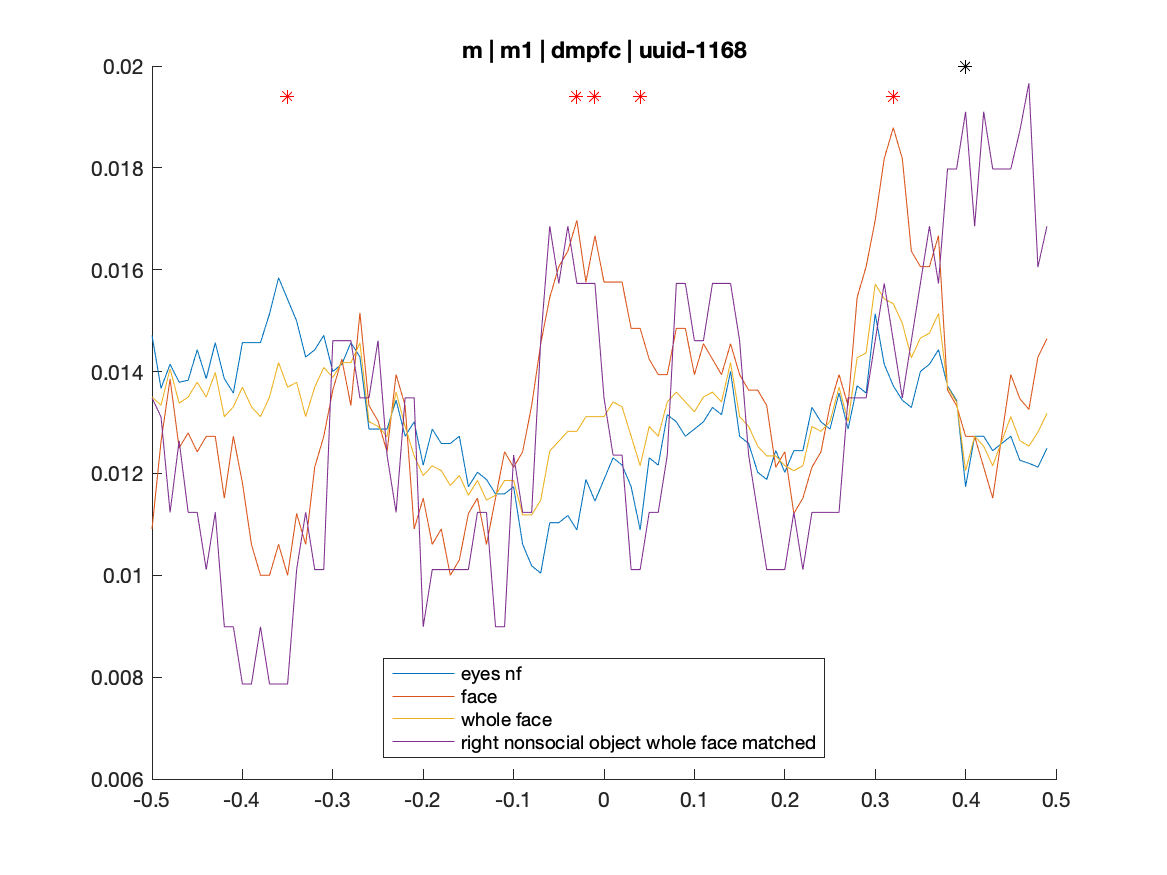 m | m1 | dmpfc | uuid-1168
0.02
0.018
0.016
0.014
0.012
0.01
0.008
0.006
eyes nf
face
whole face
right nonsocial object whole face matched
-0.5 -0.4 -0.3 -0.2 -0.1 0 0.1 0.2 0.3 0.4 0.5